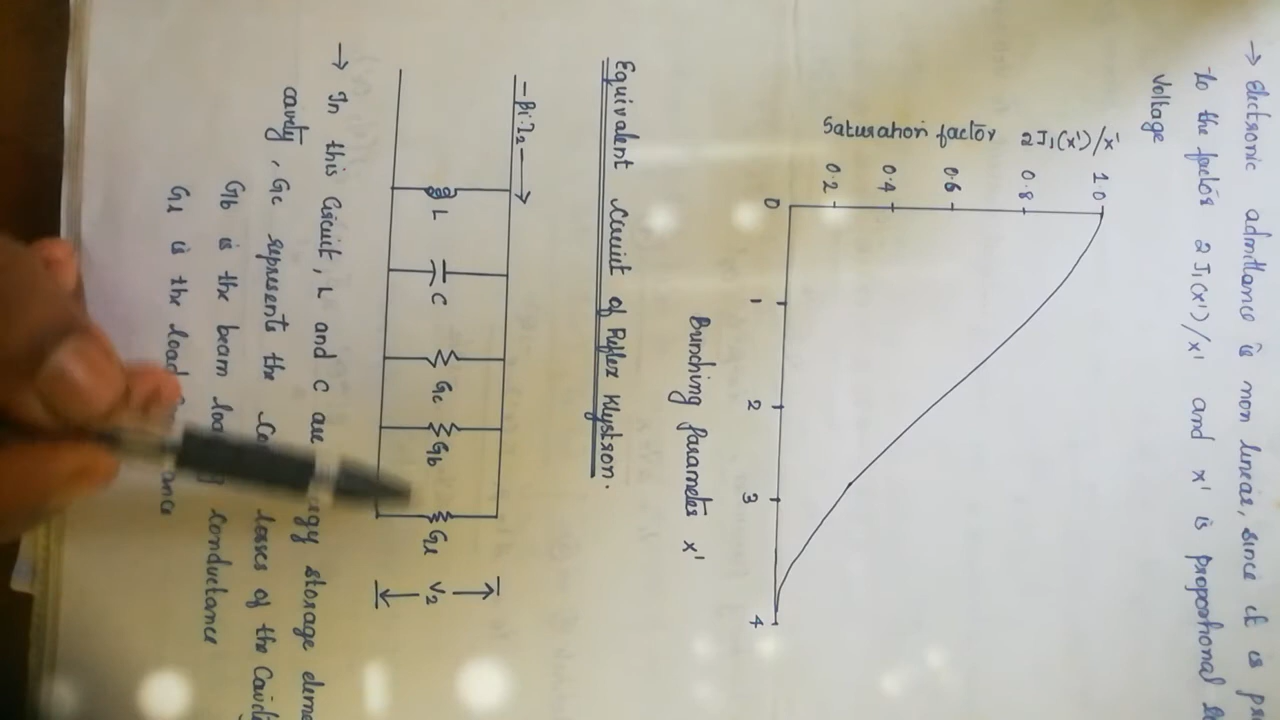 → Electronic admittance is non linear, since it is
to the factor 2J₁(x')/x' and x' is proportional
Voltage
Saturation factor 2J₁(x')/x'
1.0
0.8
0.6
0.4
0.2
0
1 2 3 4
Bunching Parameter x'
Equivalent circuit of Reflex Klystron.
-βiI₂→
L C Gc Gb Gl V₂
→ In this circuit, L and C are storage
cavity, Gc represents the losses of the
Gb is the beam conductance
Gl is the load